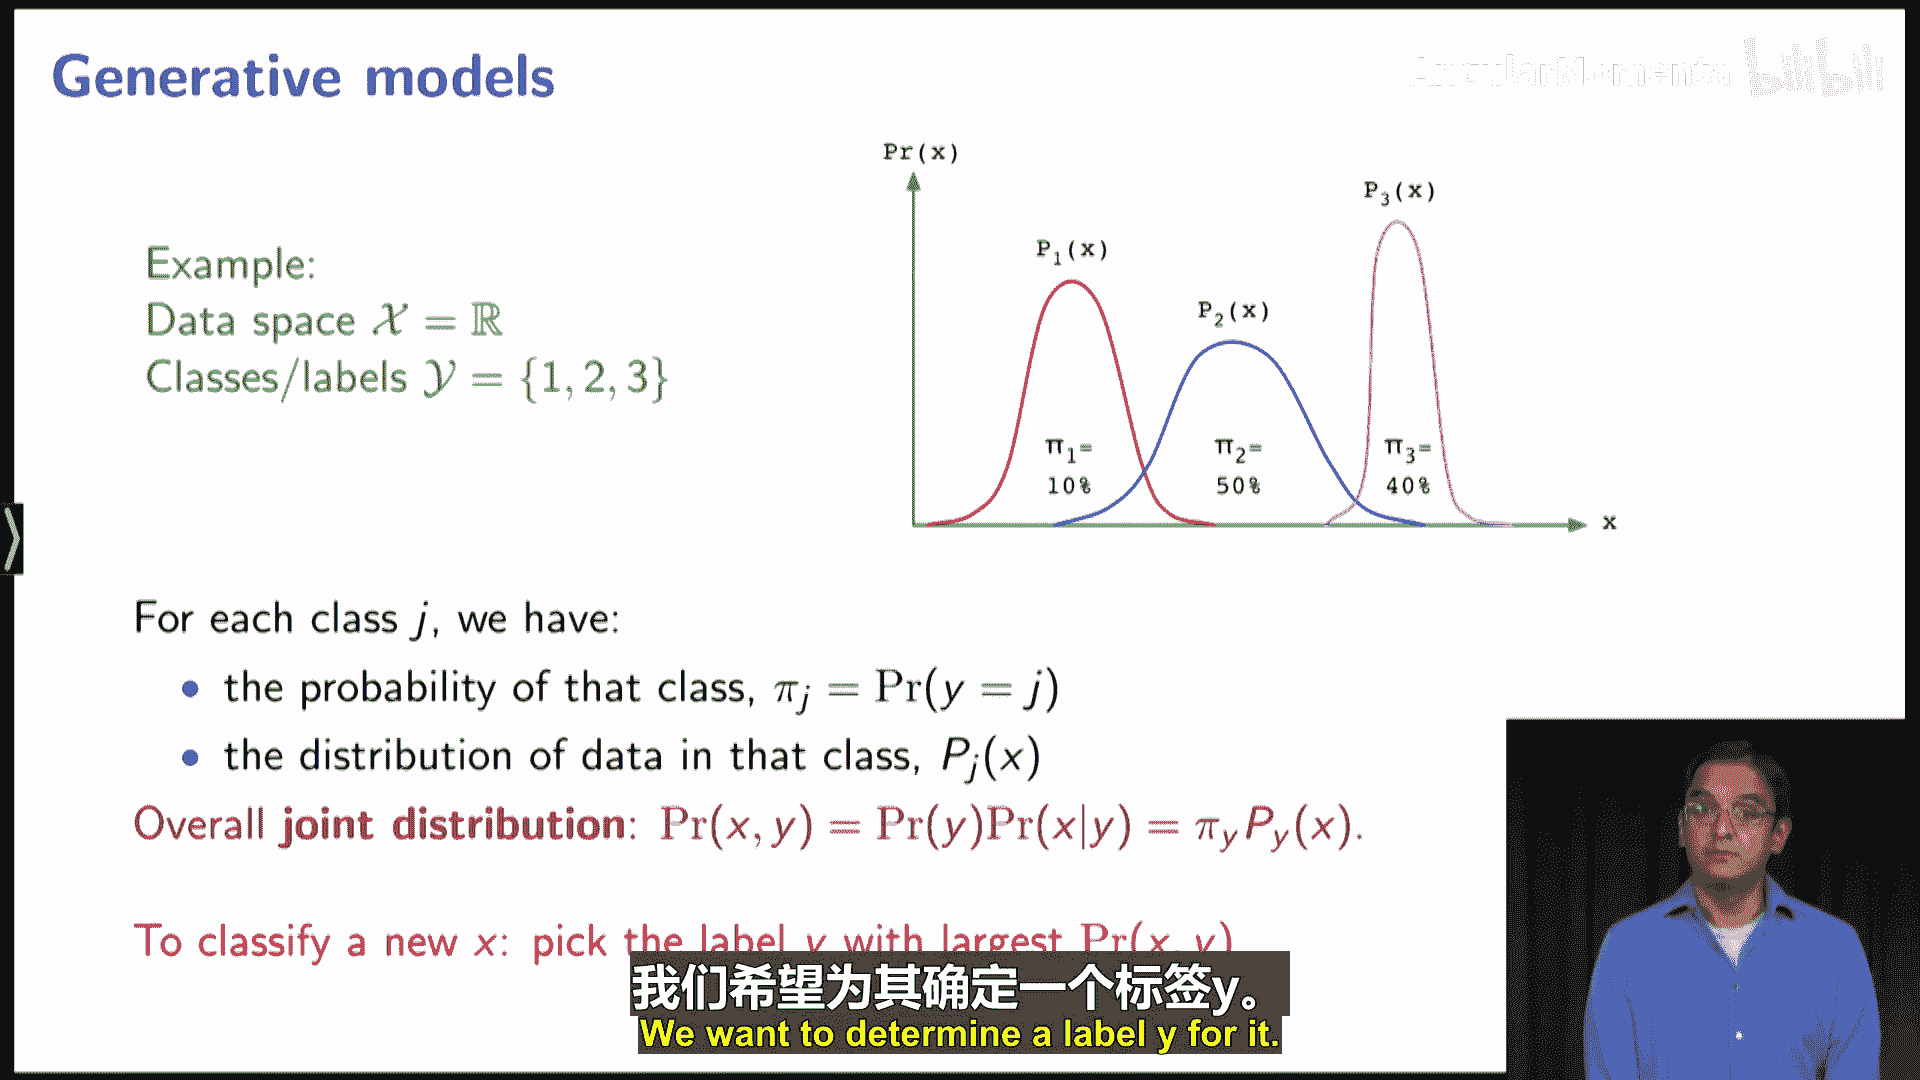 Generative models
bilibili
Pr(x)
P₃(x)
P₁(x)
P₂(x)
Example:
Data space 𝒳 = ℝ
Classes/labels 𝒴 = {1, 2, 3}
π₁= π₂= π₃=
10% 50% 40%
x
For each class j, we have:
• the probability of that class, πⱼ = Pr(y = j)
• the distribution of data in that class, Pⱼ(x)
Overall joint distribution: Pr(x, y) = Pr(y)Pr(x|y) = π_y P_y(x).
To classify a new x: pick the label y with largest Pr(x, y)
我们希望为其确定一个标签y。
We want to determine a label y for it.